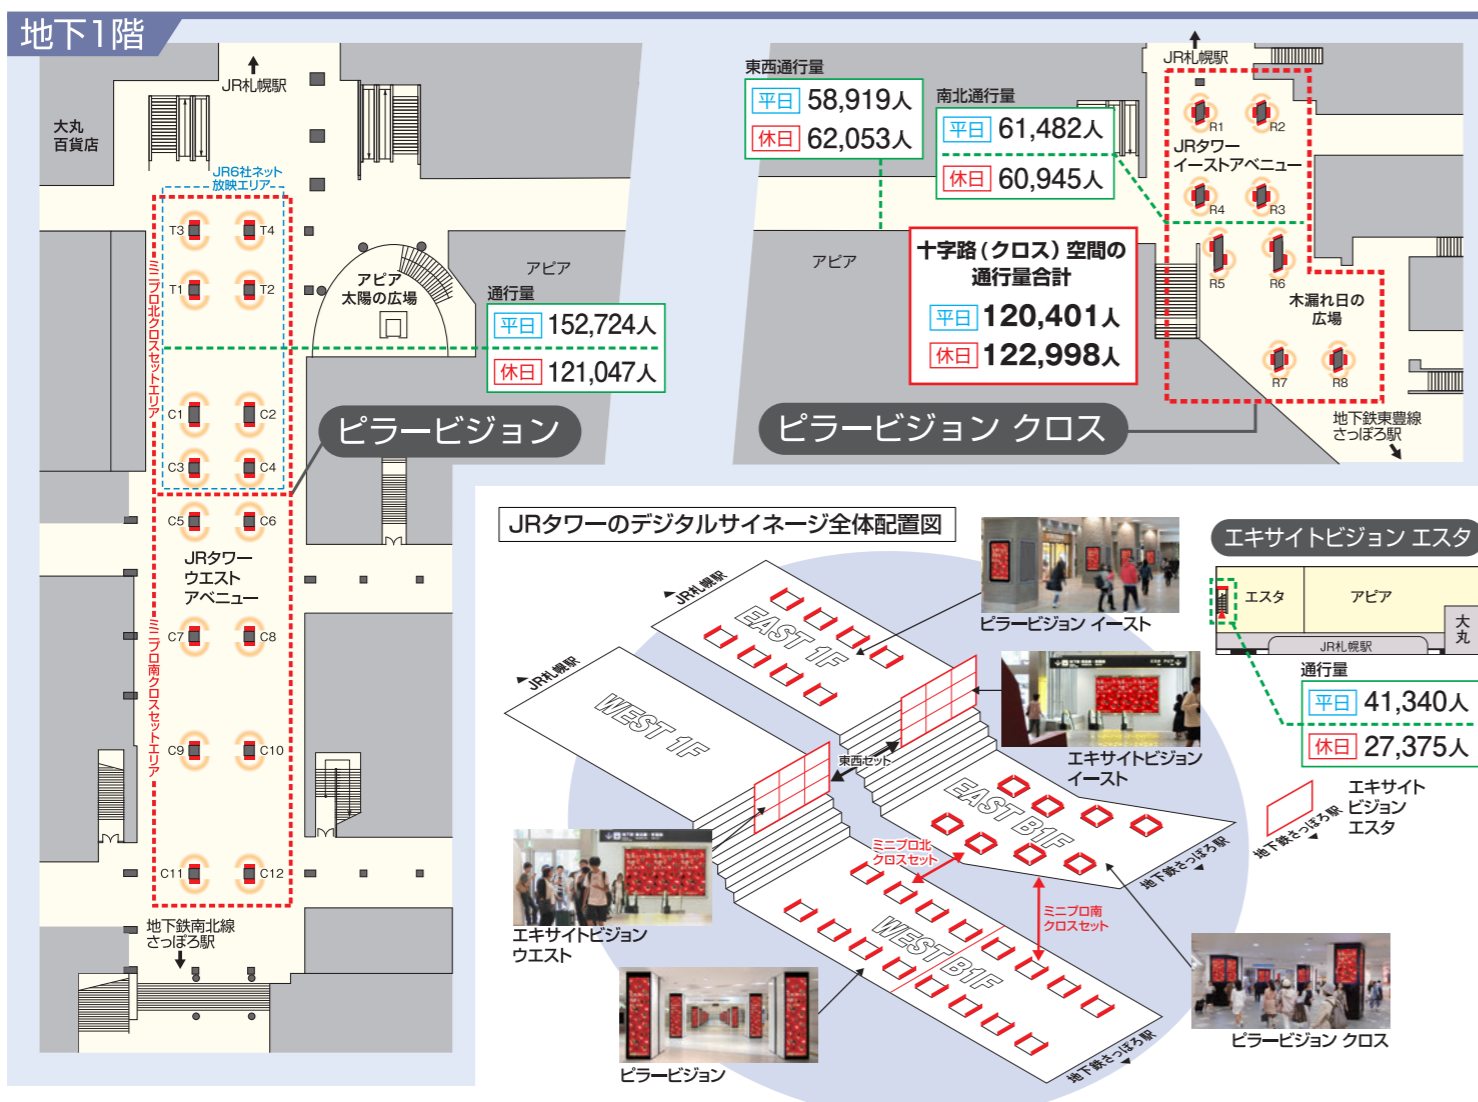 地下1階
JR札幌駅
大丸
百貨店
JR6社ネット
放映エリア
T3
T4
T1
T2
ミニプロ北クロスセットエリア
アピア
太陽の広場
アピア
通行量
平日 152,724人
休日 121,047人
C1
C2
C3
C4
ピラービジョン
C5
C6
JRタワー
ウエスト
アベニュー
ミニプロ南クロスセットエリア
C7
C8
C9
C10
C11
C12
地下鉄南北線
さっぽろ駅
東西通行量
平日 58,919人
休日 62,053人
南北通行量
平日 61,482人
休日 60,945人
JR札幌駅
R1
R2
JRタワー
イーストアベニュー
R4
R3
アピア
十字路(クロス)空間の
通行量合計
平日 120,401人
休日 122,998人
R5
R6
木漏れ日の
広場
R7
R8
ピラービジョン クロス
地下鉄東豊線
さっぽろ駅
JRタワーのデジタルサイネージ全体配置図
JR札幌駅
EAST 1F
ピラービジョン イースト
JR札幌駅
WEST 1F
東西セット
エキサイトビジョン
イースト
EAST B1F
地下鉄さっぽろ駅
ミニプロ北
クロスセット
ミニプロ南
クロスセット
エキサイトビジョン
ウエスト
WEST B1F
地下鉄さっぽろ駅
ピラービジョン
ピラービジョン クロス
エキサイトビジョン エスタ
エスタ
アピア
大丸
JR札幌駅
通行量
平日 41,340人
休日 27,375人
エキサイト
ビジョン
エスタ
地下鉄さっぽろ駅